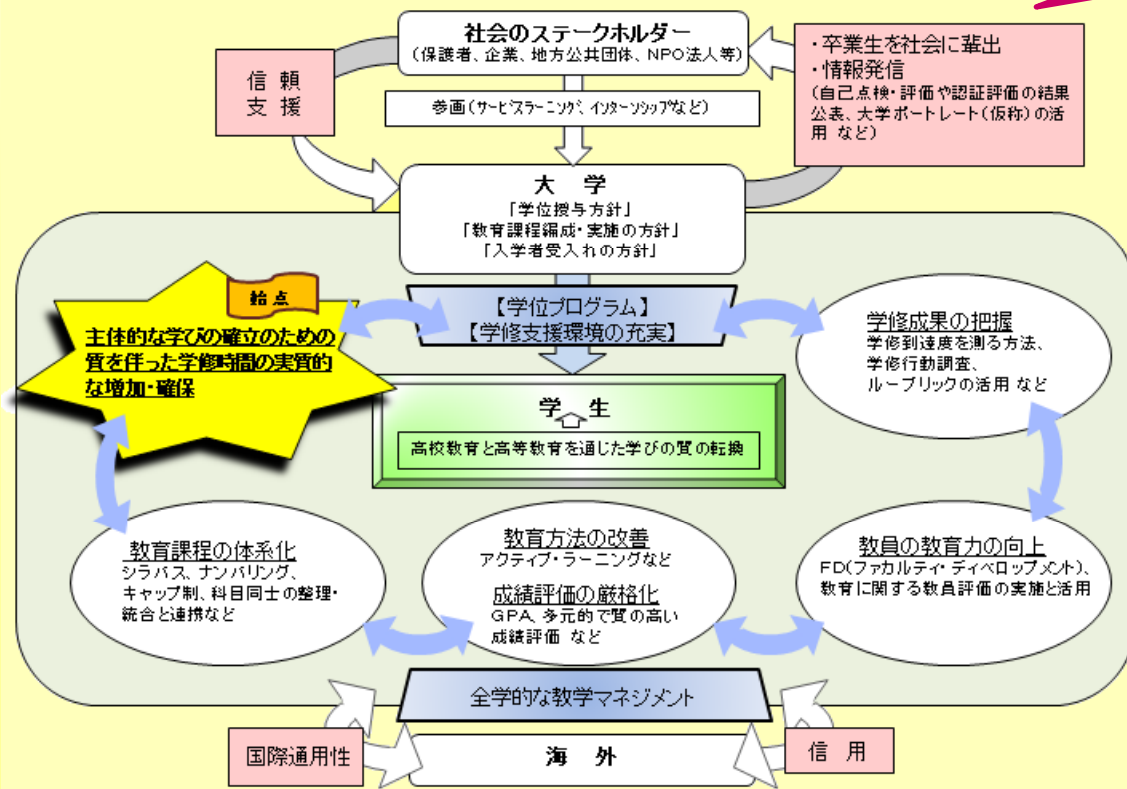 社会のステークホルダー
(保護者、企業、地方公共団体、NPO法人等)
信 頼
支 援
・卒業生を社会に輩出
・情報発信
(自己点検・評価や認証評価の結果
公表、大学ポートレート(仮称)の活
用 など)
参画(サービスラーニング、インターンシップなど)
大 学
「学位授与方針」
「教育課程編成・実施の方針」
「入学者受入れの方針」
始点
主体的な学びの確立のための
質を伴った学修時間の実質的
な増加・確保
【学位プログラム】
【学修支援環境の充実】
学修成果の把握
学修到達度を測る方法、
学修行動調査、
ルーブリックの活用 など
学 生
高校教育と高等教育を通じた学びの質の転換
教育課程の体系化
シラバス、ナンバリング、
キャップ制、科目同士の整理・
統合と連携など
教育方法の改善
アクティブ・ラーニングなど
成績評価の厳格化
GPA、多元的で質の高い
成績評価 など
教員の教育力の向上
FD(ファカルティ・ディベロップメント)、
教育に関する教員評価の実施と活用
全学的な教学マネジメント
国際通用性
海 外
信 用